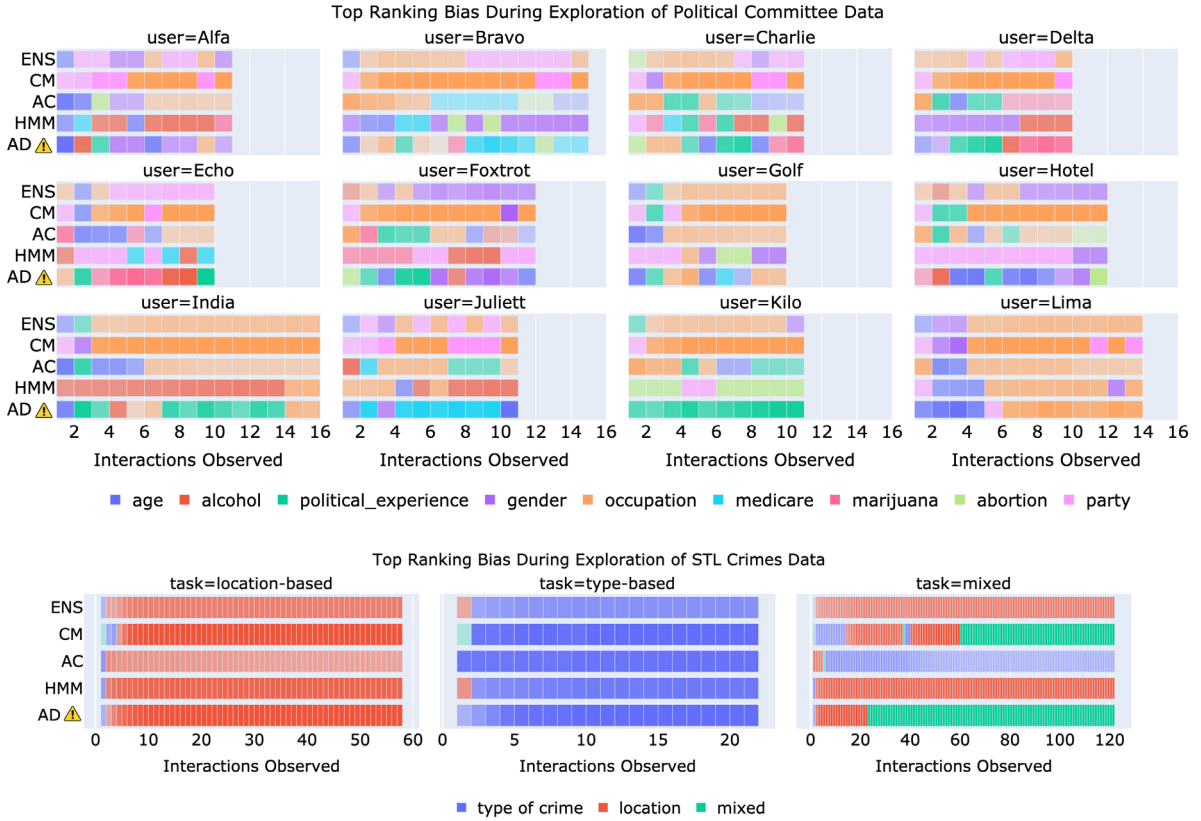 Top Ranking Bias During Exploration of Political Committee Data
user=Alfa user=Bravo user=Charlie user=Delta
ENS
CM
AC
HMM
AD
user=Echo user=Foxtrot user=Golf user=Hotel
ENS
CM
AC
HMM
AD
user=India user=Juliett user=Kilo user=Lima
ENS
CM
AC
HMM
AD
2 4 6 8 10 12 14 16 2 4 6 8 10 12 14 16 2 4 6 8 10 12 14 16 2 4 6 8 10 12 14 16
Interactions Observed Interactions Observed Interactions Observed Interactions Observed
age alcohol political_experience gender occupation medicare marijuana abortion party
Top Ranking Bias During Exploration of STL Crimes Data
task=location-based task=type-based task=mixed
ENS
CM
AC
HMM
AD
0 10 20 30 40 50 60 5 10 15 20 0 20 40 60 80 100 120
Interactions Observed Interactions Observed Interactions Observed
type of crime location mixed